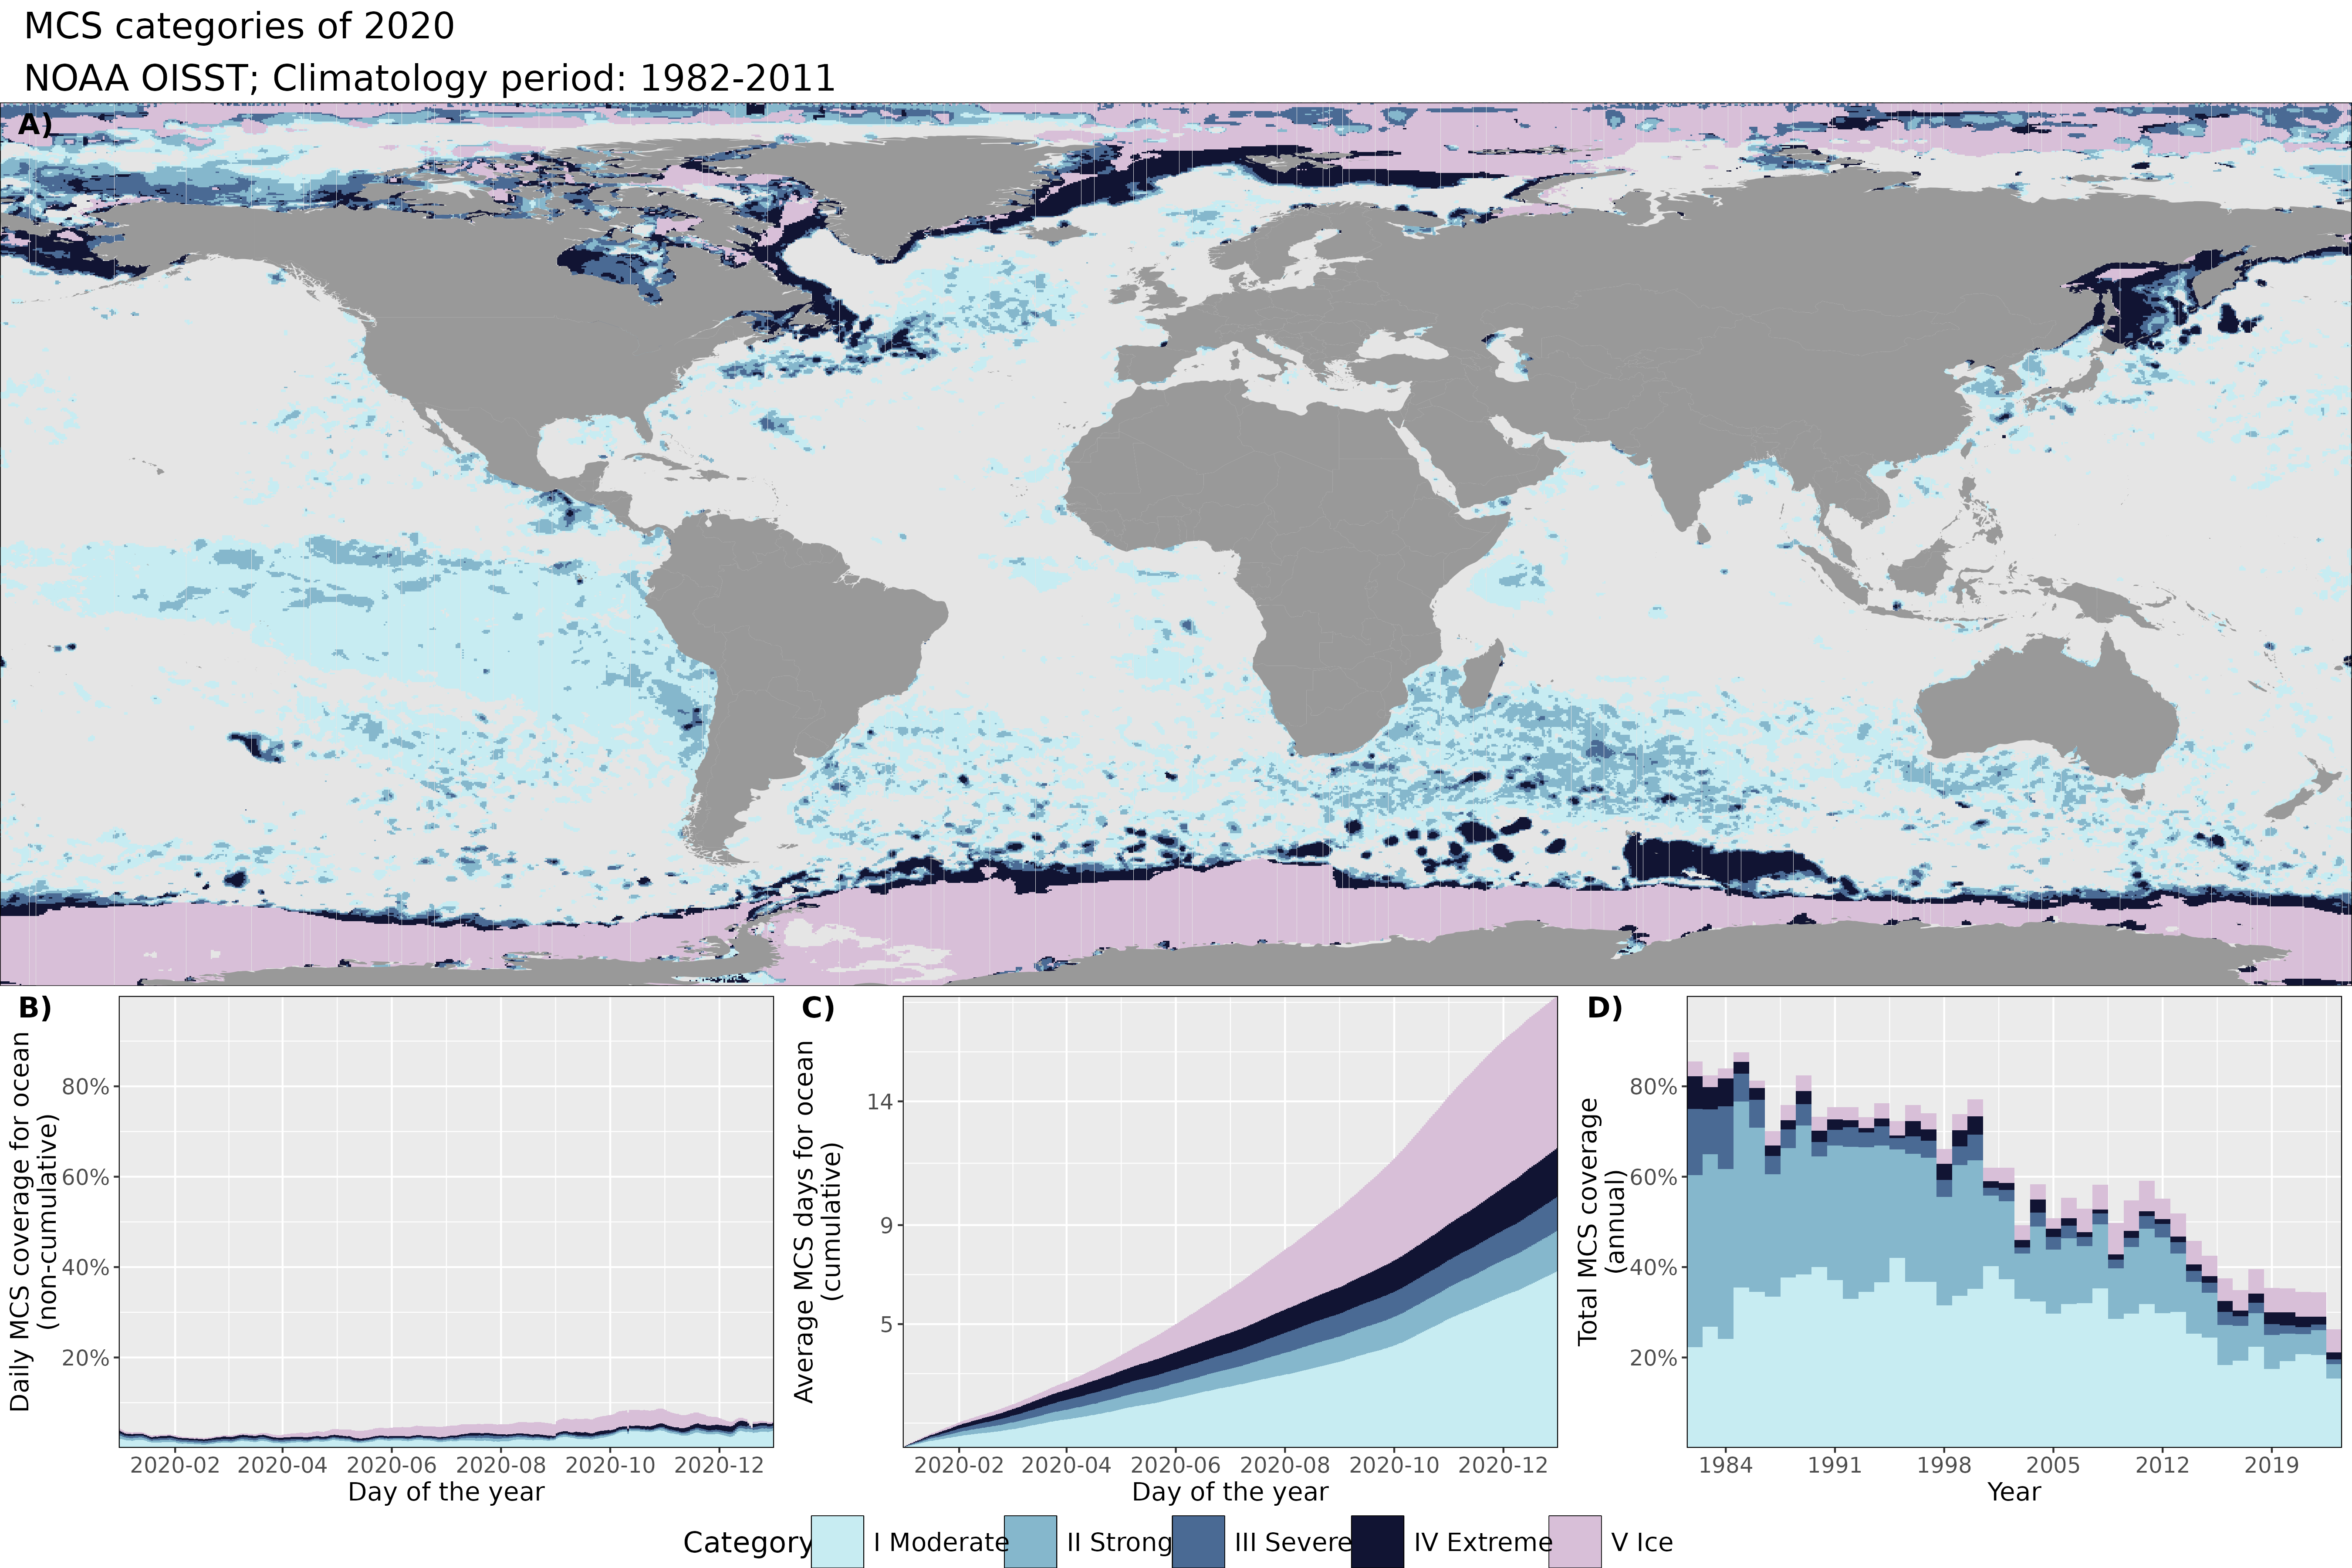 MCS categories of 2020
NOAA OISST; Climatology period: 1982-2011
A)
B)
Daily MCS coverage for ocean
(non-cumulative)
80%
60%
40%
20%
2020-02 2020-04 2020-06 2020-08 2020-10 2020-12
Day of the year
C)
Average MCS days for ocean
(cumulative)
14
9
5
2020-02 2020-04 2020-06 2020-08 2020-10 2020-12
Day of the year
D)
Total MCS coverage
(annual)
80%
60%
40%
20%
1984 1991 1998 2005 2012 2019
Year
Category I Moderate II Strong III Severe IV Extreme V Ice